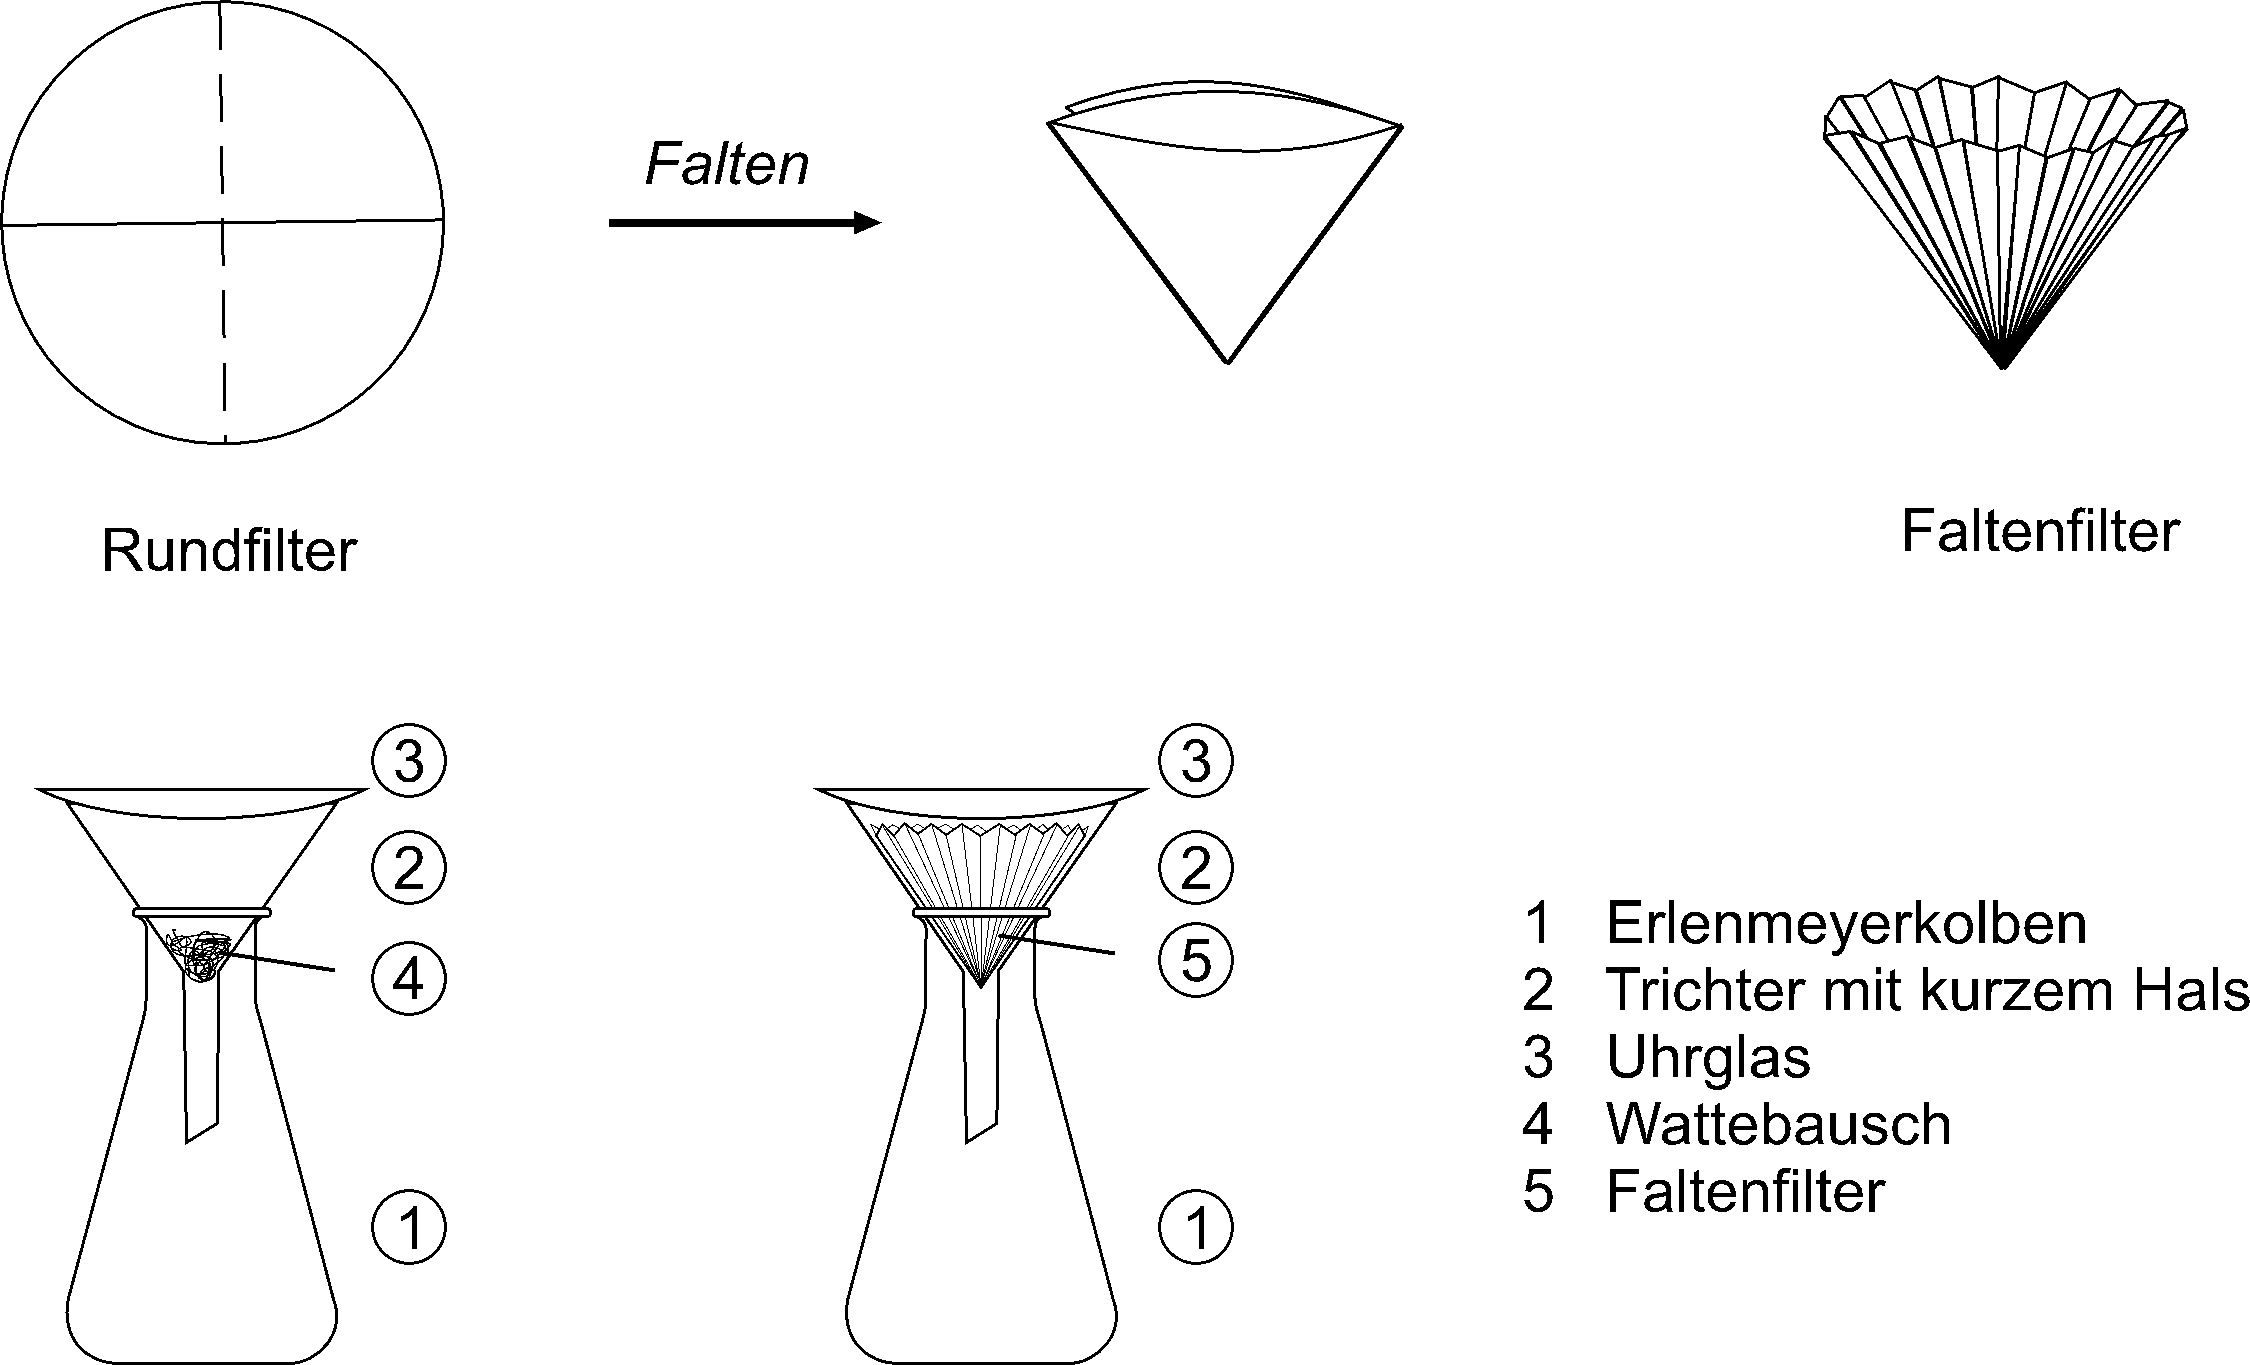 Falten
Rundfilter
Faltenfilter
3
2
4
1
3
2
5
1
1 Erlenmeyerkolben
2 Trichter mit kurzem Hals
3 Uhrglas
4 Wattebausch
5 Faltenfilter